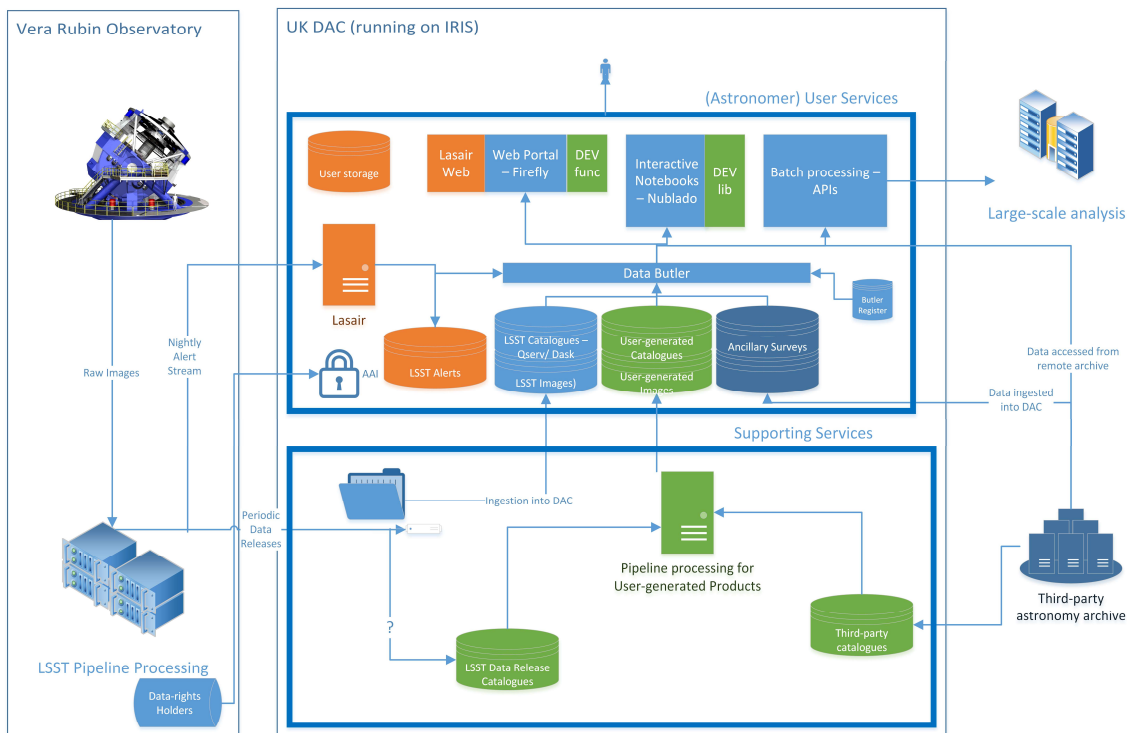 Vera Rubin Observatory
UK DAC (running on IRIS)
(Astronomer) User Services
User storage
Lasair
Web
Web Portal
– Firefly
DEV
func
Interactive
Notebooks
– Nublado
DEV
lib
Batch processing –
APIs
Large-scale analysis
Data Butler
Butler
Register
Lasair
LSST Alerts
LSST Catalogues –
Qserv/ Dask
LSST Images)
User-generated
Catalogues
User-generated
Images
Ancillary Surveys
AAI
Raw Images
Nightly
Alert
Stream
Data accessed from
remote archive
Data ingested
into DAC
Supporting Services
Ingestion into DAC
Periodic
Data
Releases
Pipeline processing for
User-generated Products
?
LSST Data Release
Catalogues
Third-party
catalogues
Third-party
astronomy archive
LSST Pipeline Processing
Data-rights
Holders